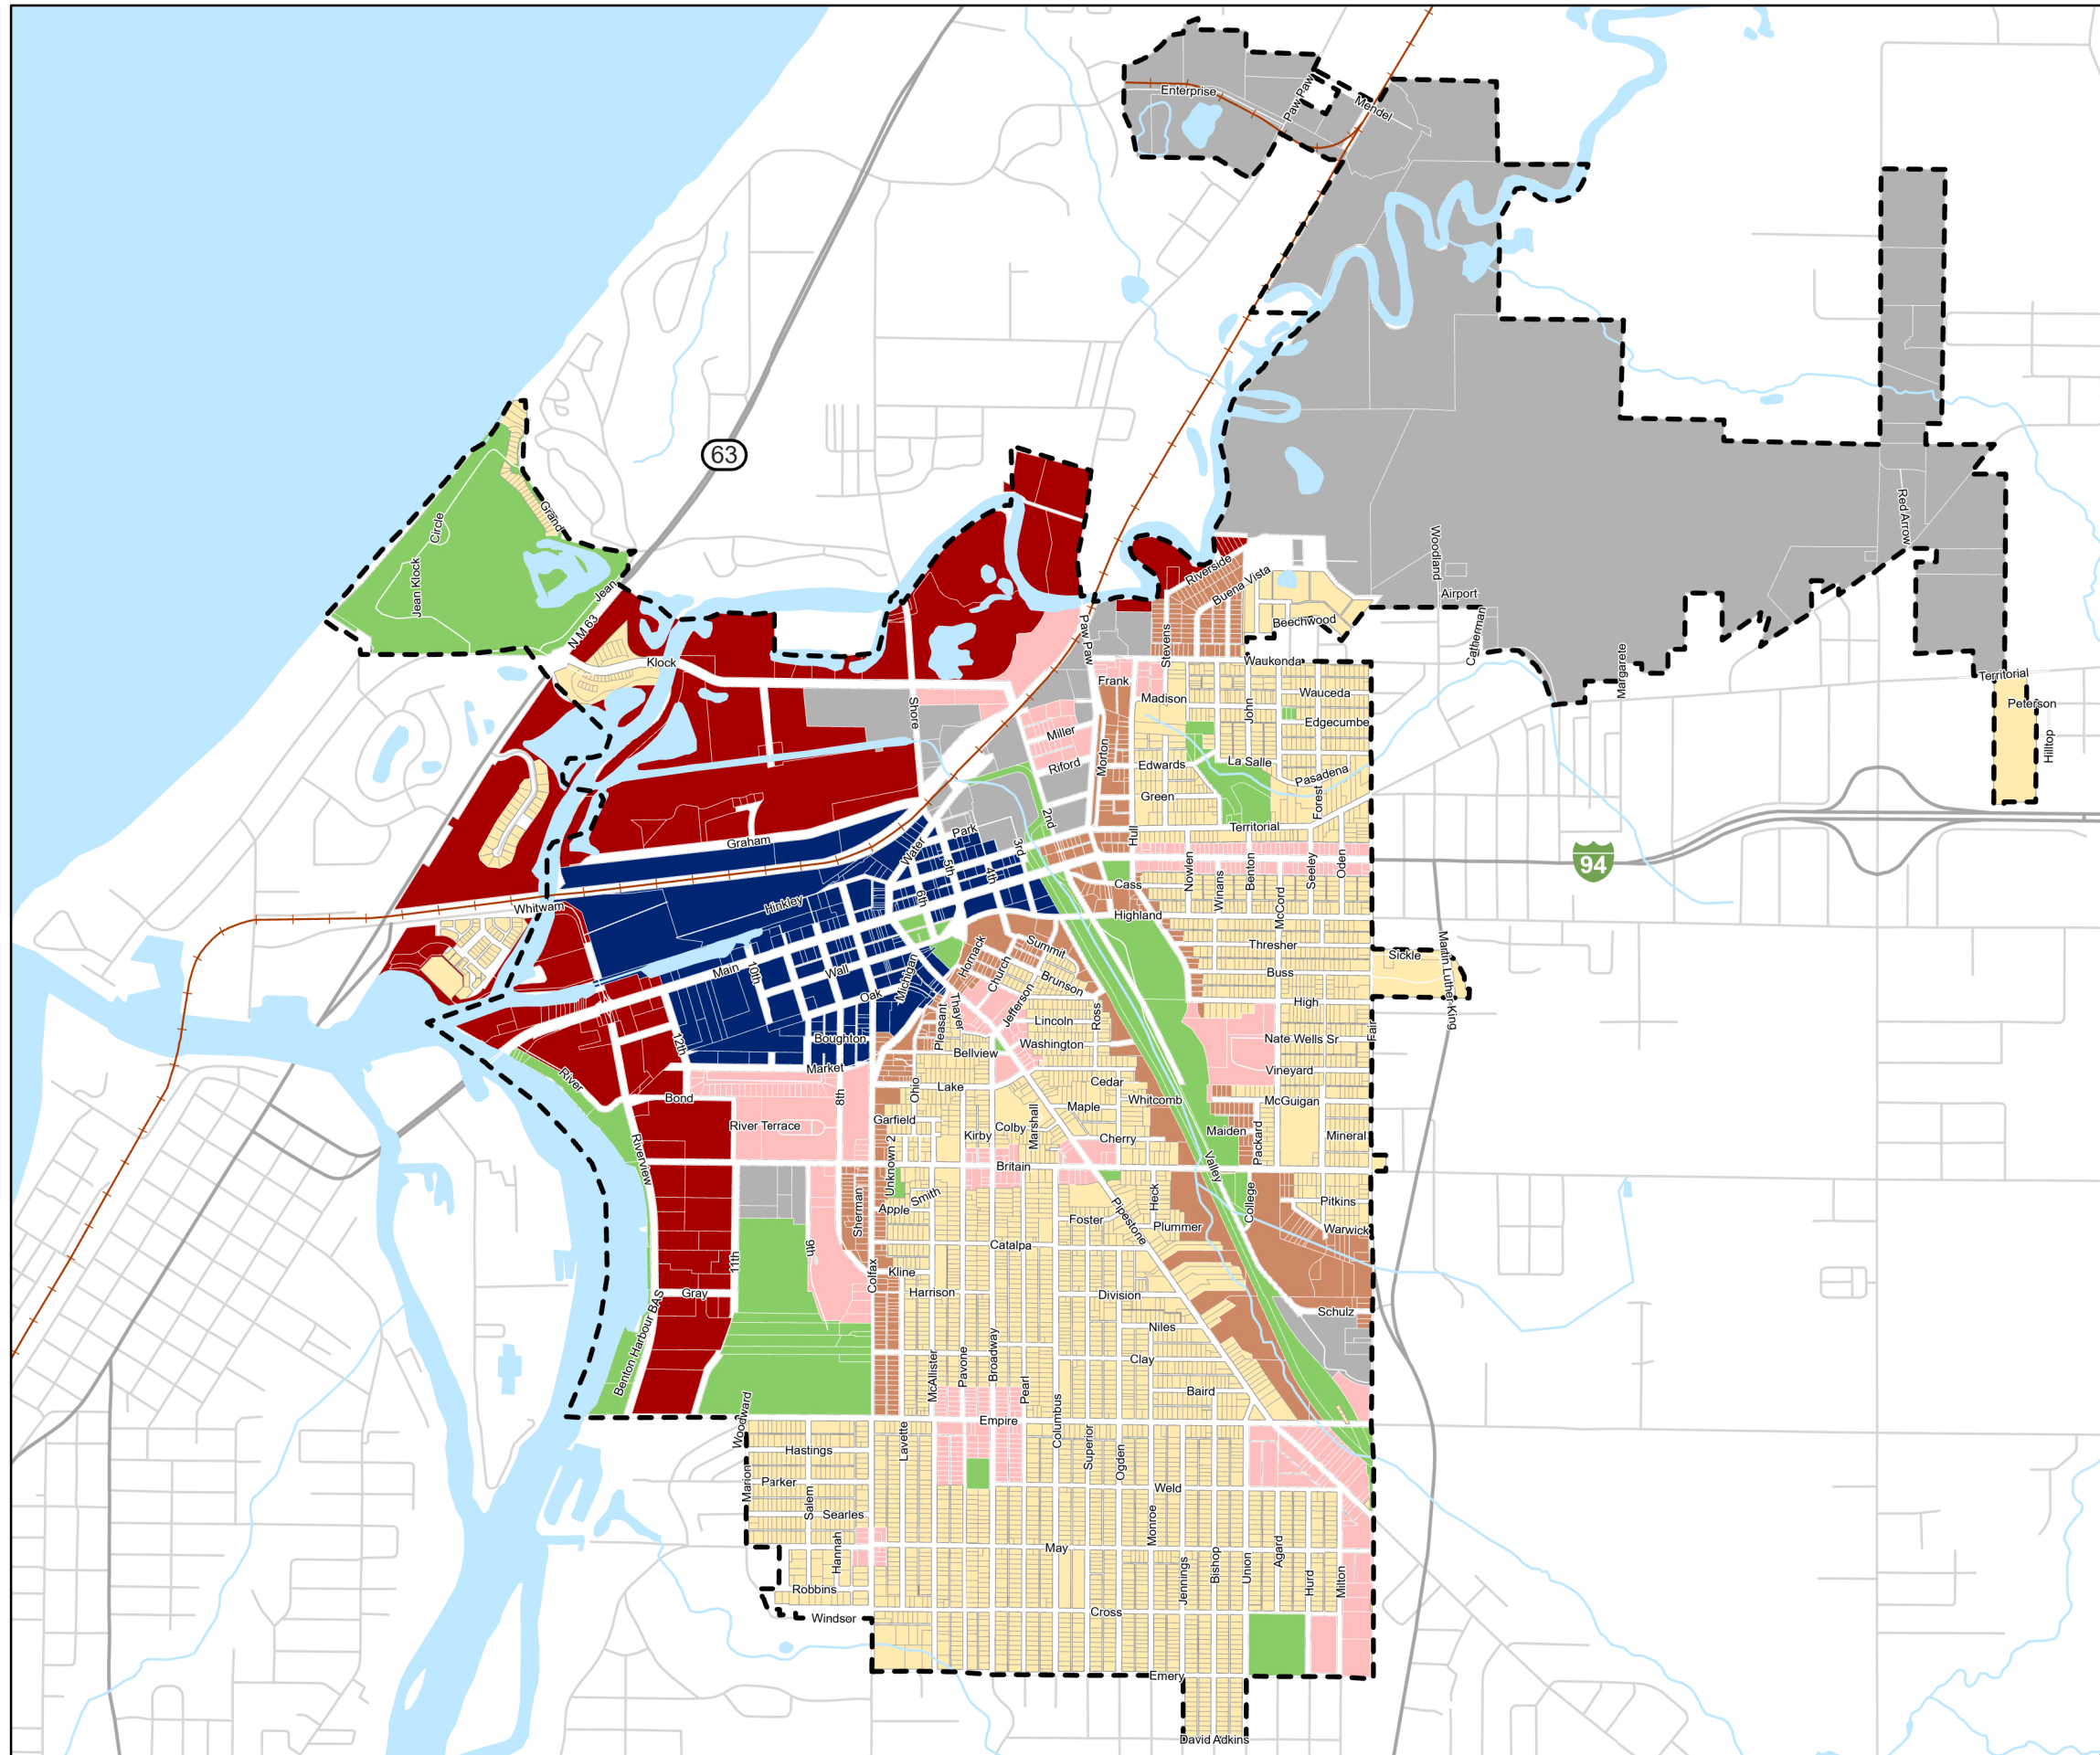 Enterprise
Paw Paw
Mendel
63
Circle
Grand
Jean Klock
Jean
N M 63
Klock
Red Arrow
Woodland
Airport
Catherman
Margarete
Territorial
Peterson
Hilltop
Riverside
Buena Vista
Beechwood
Stevens
Paw Paw
Waukonda
Frank
Wauceda
Madison
John
Edgecumbe
Shore
Miller
Morton
Riford
Edwards
La Salle
Pasadena
Green
Forest
2nd
Territorial
Hull
Park
3rd
Graham
Water
5th
4th
94
Nowlen
Benton
Seeley
Oden
Cass
Winans
6th
Whitwam
Hinkley
McCord
Highland
Summit
Thresher
Martin Luther King
Sickle
Hornack
Main
10th
Wall
Michigan
Church
Brunson
Buss
Oak
Jefferson
High
Thayer
Pleasant
Lincoln
Ross
12th
Boughton
Washington
Nate Wells Sr
Fair
Bellview
Market
River
Vineyard
Lake
Cedar
Ohio
8th
Bond
Whitcomb
McGuigan
Maple
Garfield
River Terrace
Colby
Marshall
Kirby
Cherry
Maiden
Packard
Mineral
Unknown 2
Riverview
Britain
Valley
Smith
Heck
College
Pitkins
Apple
Sherman
Foster
Pipestone
Plummer
Warwick
Catalpa
9th
11th
Kline
Colfax
Harrison
Gray
Division
Schulz
Niles
Benton Harbour BAS
Broadway
Clay
McAllister
Pavone
Pearl
Baird
Woodward
Empire
Columbus
Hastings
Lavette
Superior
Ogden
Parker
Marion
Weld
Salem
Searles
Monroe
Hannah
May
Agard
Bishop
Union
Jennings
Hurd
Milton
Robbins
Cross
Windsor
Emery
David Adkins